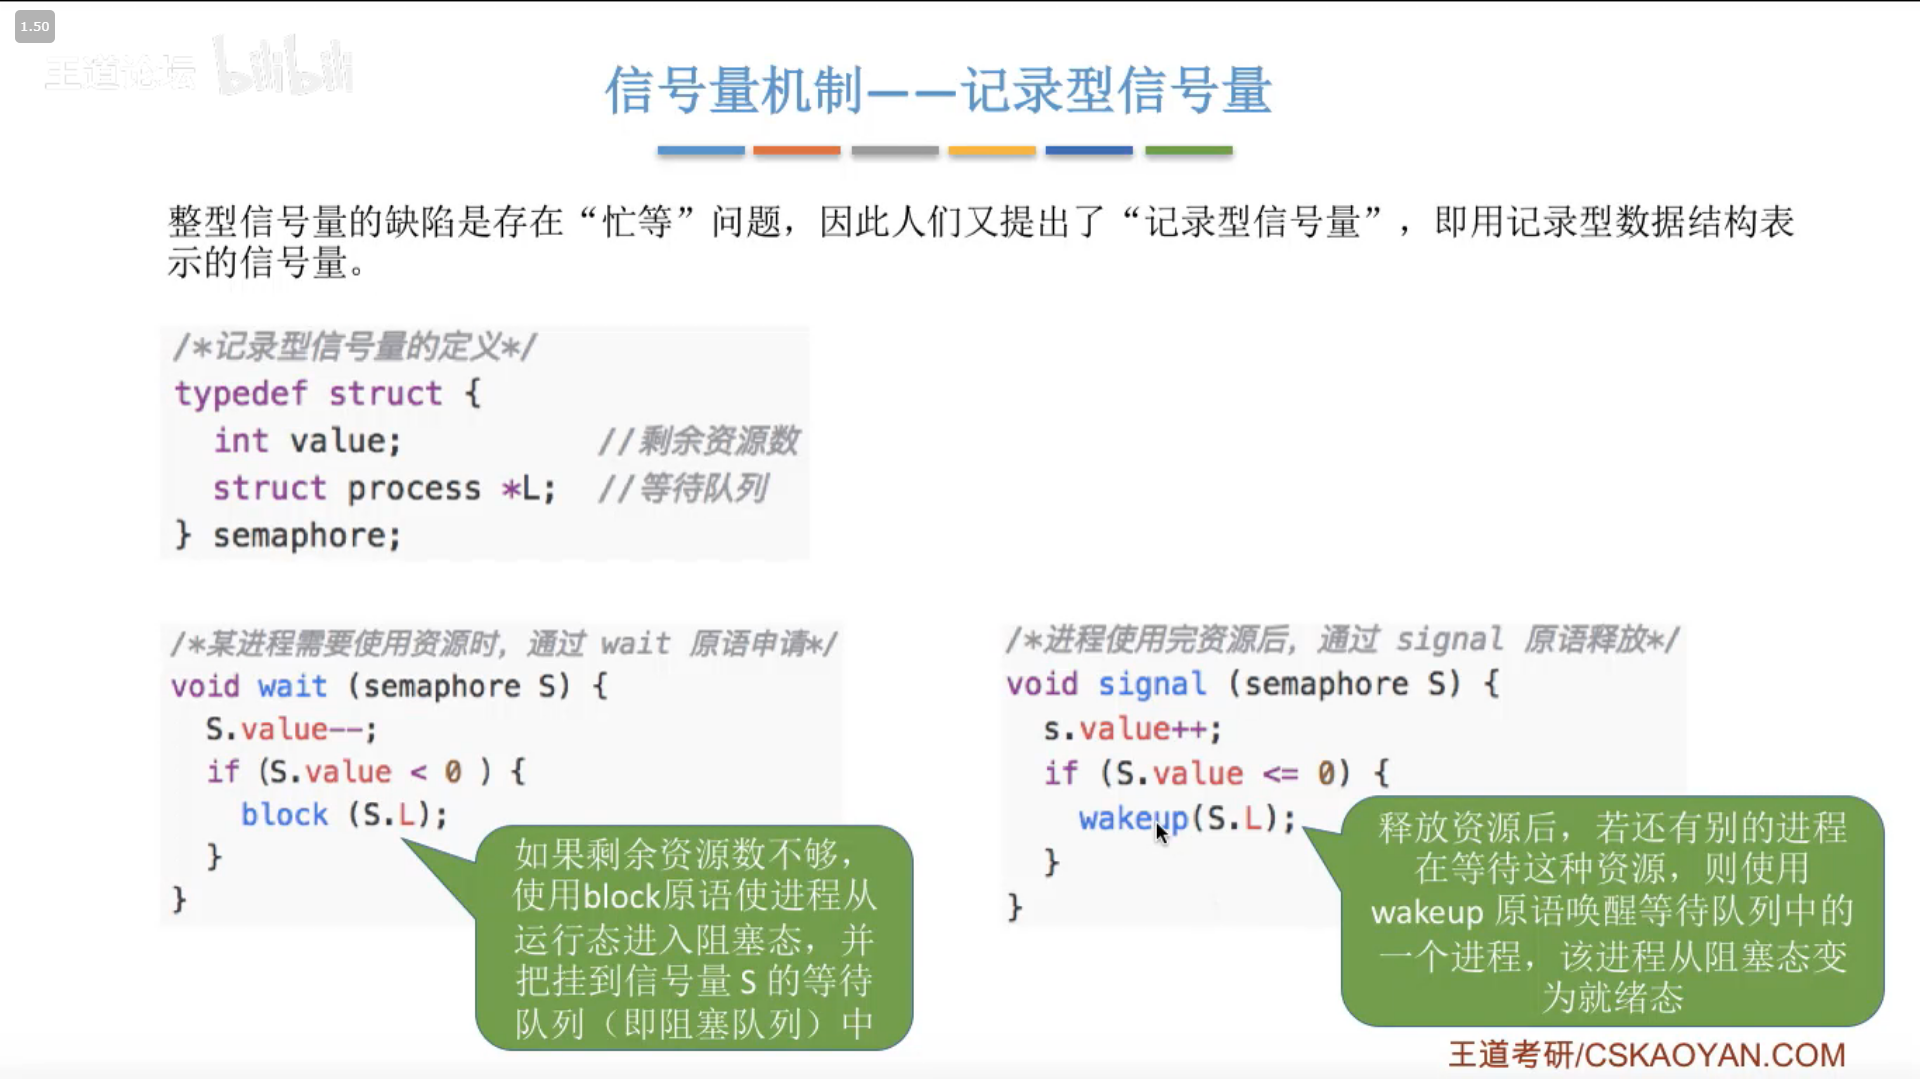 1.50
王道论坛 bilibili
信号量机制——记录型信号量
整型信号量的缺陷是存在“忙等”问题，因此人们又提出了“记录型信号量”，即用记录型数据结构表
示的信号量。
/*记录型信号量的定义*/
typedef struct {
int value; //剩余资源数
struct process *L; //等待队列
} semaphore;
/*某进程需要使用资源时，通过 wait 原语申请*/
void wait (semaphore S) {
S.value--;
if (S.value < 0 ) {
block (S.L);
}
}
如果剩余资源数不够，
使用block原语使进程从
运行态进入阻塞态，并
把挂到信号量 S 的等待
队列（即阻塞队列）中
/*进程使用完资源后，通过 signal 原语释放*/
void signal (semaphore S) {
s.value++;
if (S.value <= 0) {
wakeup(S.L);
}
}
释放资源后，若还有别的进程
在等待这种资源，则使用
wakeup 原语唤醒等待队列中的
一个进程，该进程从阻塞态变
为就绪态
王道考研/CSKAOYAN.COM